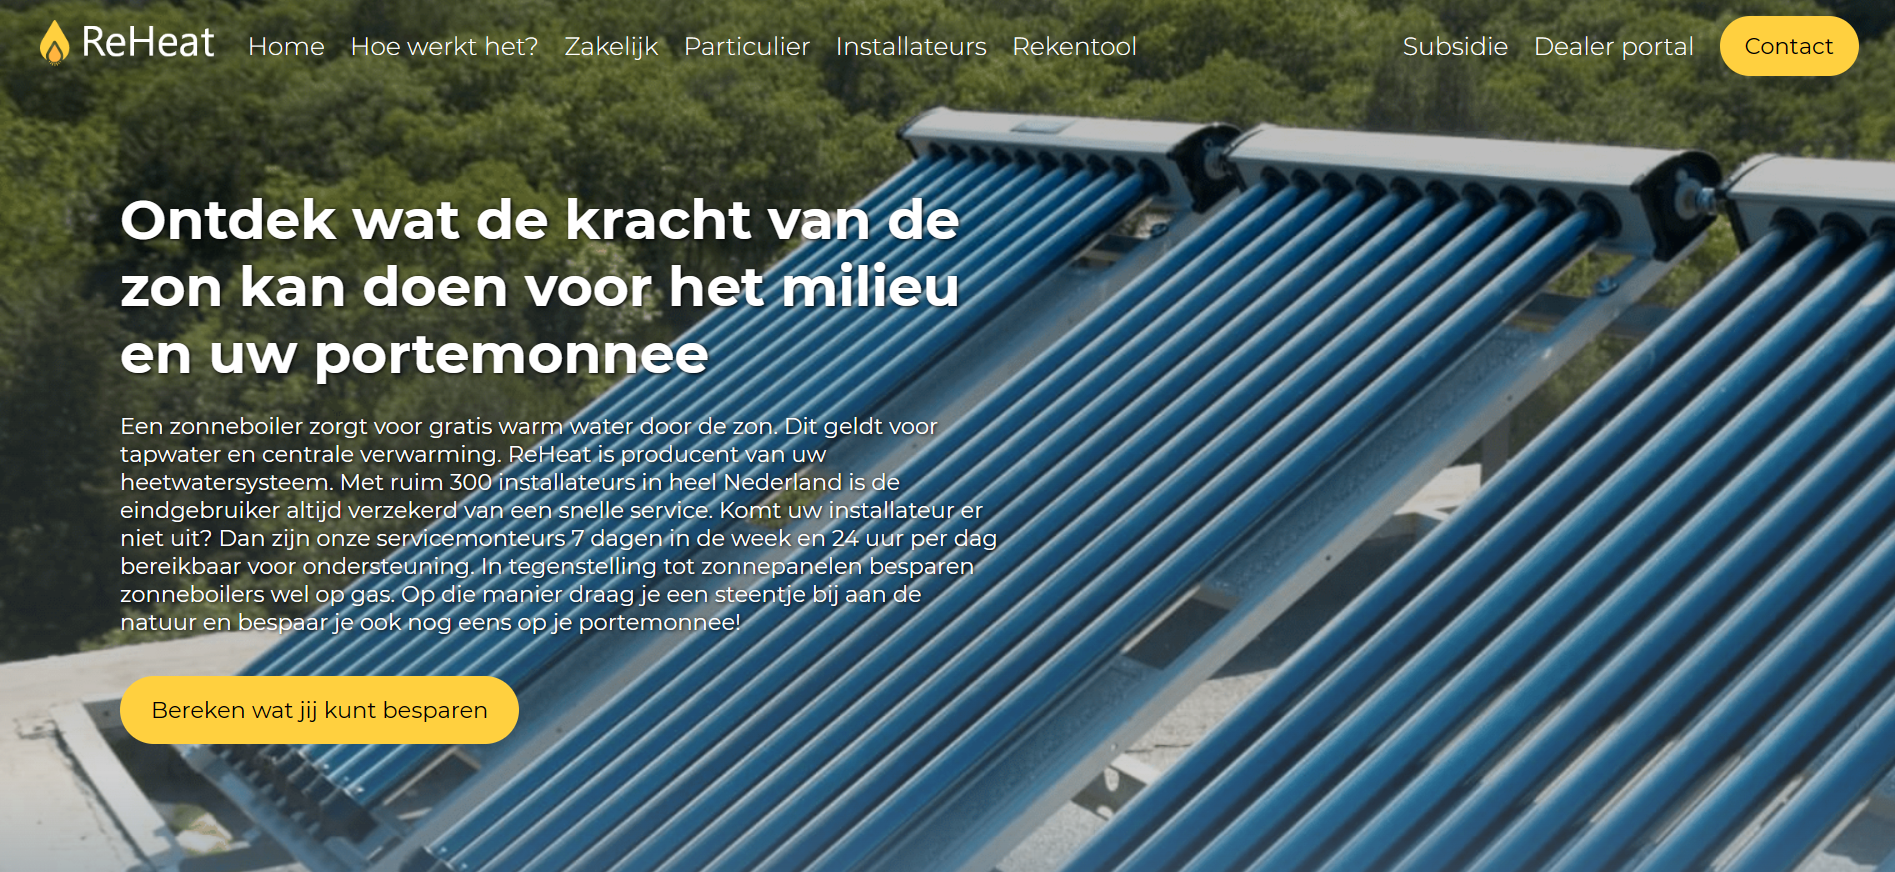 ReHeat Home Hoe werkt het? Zakelijk Particulier Installateurs Rekentool Subsidie Dealer portal Contact
Ontdek wat de kracht van de
zon kan doen voor het milieu
en uw portemonnee
Een zonneboiler zorgt voor gratis warm water door de zon. Dit geldt voor
tapwater en centrale verwarming. ReHeat is producent van uw
heetwatersysteem. Met ruim 300 installateurs in heel Nederland is de
eindgebruiker altijd verzekerd van een snelle service. Komt uw installateur er
niet uit? Dan zijn onze servicemonteurs 7 dagen in de week en 24 uur per dag
bereikbaar voor ondersteuning. In tegenstelling tot zonnepanelen besparen
zonneboilers wel op gas. Op die manier draag je een steentje bij aan de
natuur en bespaar je ook nog eens op je portemonnee!
Bereken wat jij kunt besparen